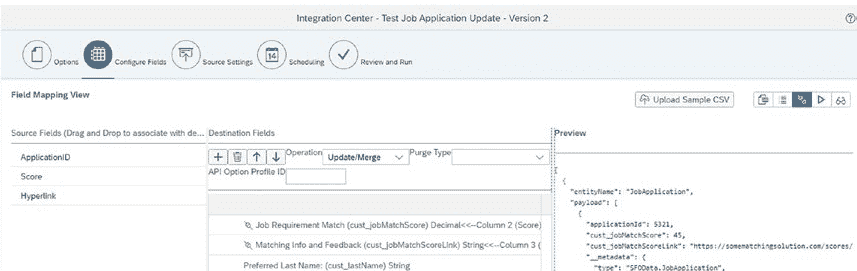 Integration Center - Test Job Application Update - Version 2
Options
Configure Fields
Source Settings
14
Scheduling
Review and Run
Field Mapping View
Upload Sample CSV
Source Fields (Drag and Drop to associate with de...
Destination Fields
Preview
ApplicationID
Score
Hyperlink
Operation
Update/Merge
Purge Type
API Option Profile ID
Job Requirement Match (cust_jobMatchScore) Decimal<<--Column 2 (Score)
Matching Info and Feedback (cust_jobMatchScoreLink) String<<--Column 3 (
Preferred Last Name: (cust_lastName) String
[
{
"entityName": "JobApplication",
"payload": [
{
"applicationId": 5321,
"cust_jobMatchScore": 45,
"cust_jobMatchScoreLink": "https://somematchingsolution.com/scores/
"__metadata": {
"type": "SFOData.JobApplication",